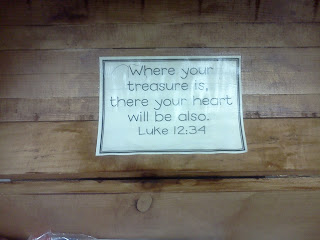 Where your
treasure is,
there your heart
will be also.
Luke 12:34